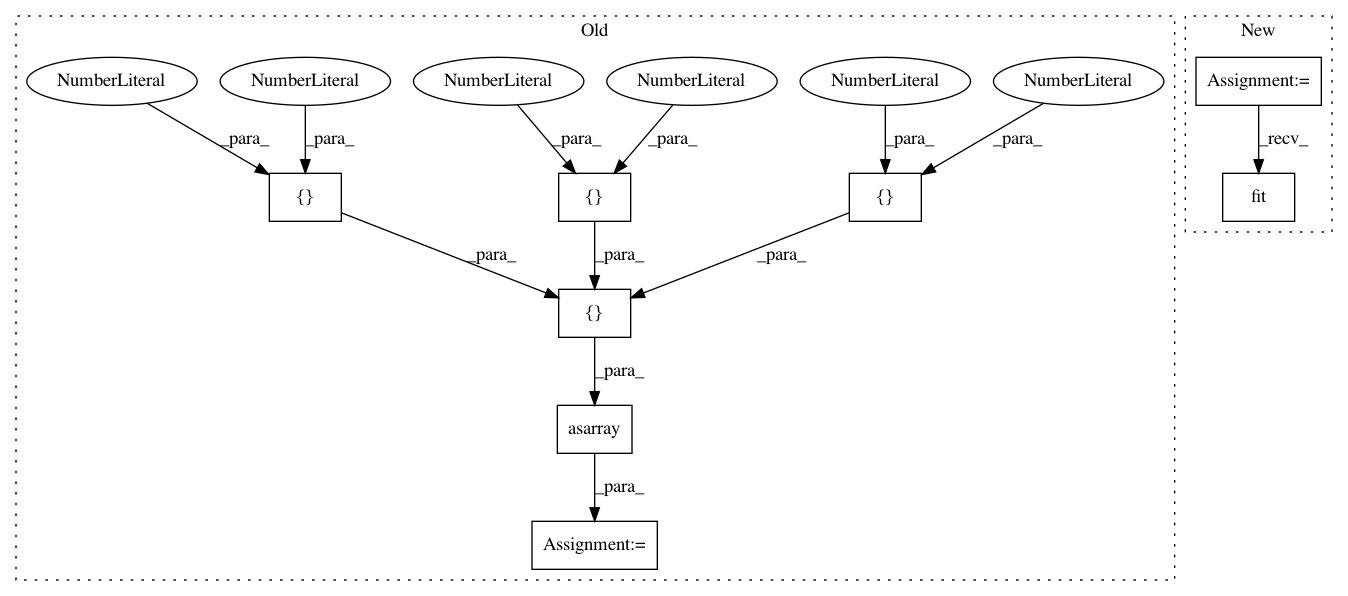 Old
New
NumberLiteral NumberLiteral NumberLiteral NumberLiteral NumberLiteral NumberLiteral Assignment:=
_para_ _para_ _para_ _para_ _para_ _para_ _recv_
{} {} {} fit
_para_ _para_ _para_
{}
_para_
asarray
_para_
Assignment:=